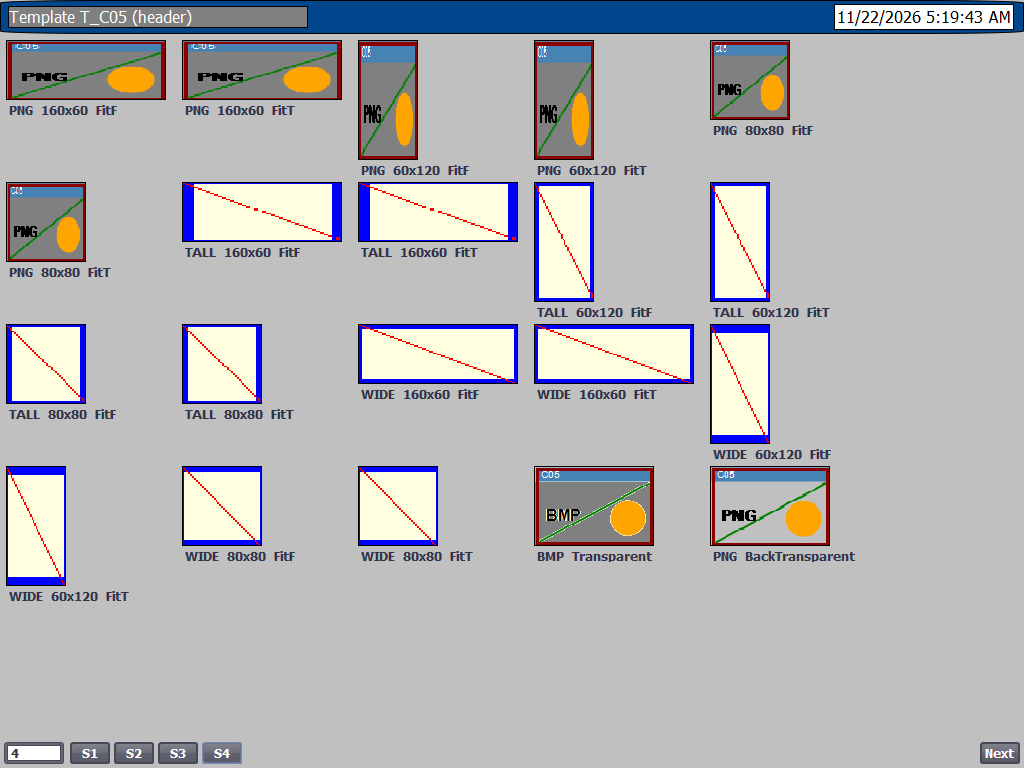 Template T_C05 (header)
11/22/2026 5:19:43 AM
C05
PNG
C05
PNG
C05
PNG
C05
PNG
C05
PNG
PNG 160x60 FitF
PNG 160x60 FitT
PNG 60x120 FitF
PNG 60x120 FitT
PNG 80x80 FitF
C05
PNG
PNG 80x80 FitT
TALL 160x60 FitF
TALL 160x60 FitT
TALL 60x120 FitF
TALL 60x120 FitT
TALL 80x80 FitF
TALL 80x80 FitT
WIDE 160x60 FitF
WIDE 160x60 FitT
WIDE 60x120 FitF
WIDE 60x120 FitT
WIDE 80x80 FitF
WIDE 80x80 FitT
C05
BMP
BMP Transparent
C05
PNG
PNG BackTransparent
4
S1
S2
S3
S4
Next